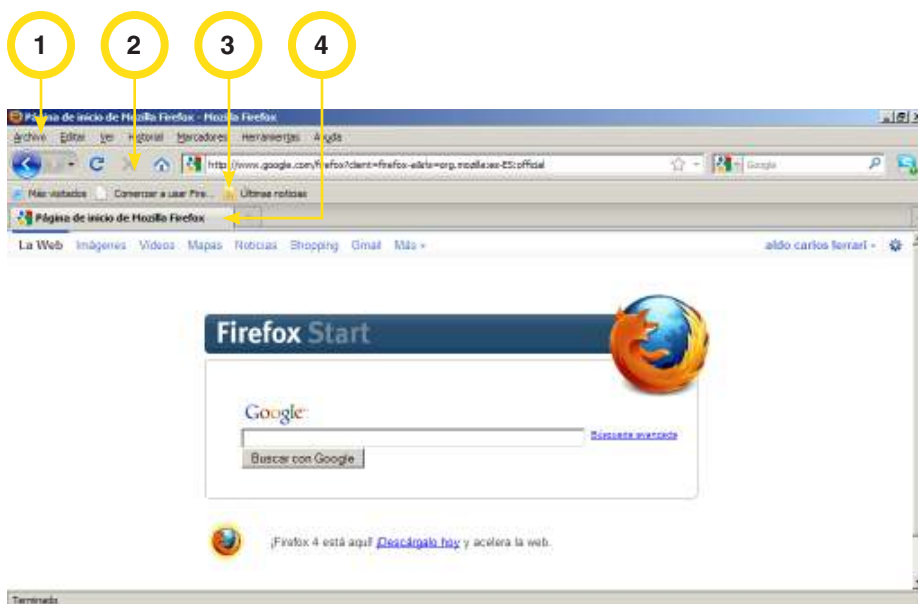 1 2 3 4
Página de inicio de Mozilla Firefox - Mozilla Firefox
Archivo Editar Ver Historial Marcadores Herramientas Ayuda
http://www.google.com/firefox?client=firefox-a&rls=org.mozilla:es-ES:official Google
Más visitados Comenzar a usar Fire... Últimas noticias
Página de inicio de Mozilla Firefox
La Web Imágenes Videos Mapas Noticias Shopping Gmail Más aldo carlos ferrari
Firefox Start
Google
Búsqueda avanzada
Buscar con Google
¡Firefox 4 está aquí! ¡Descárgalo hoy y acelera la web.
Terminado